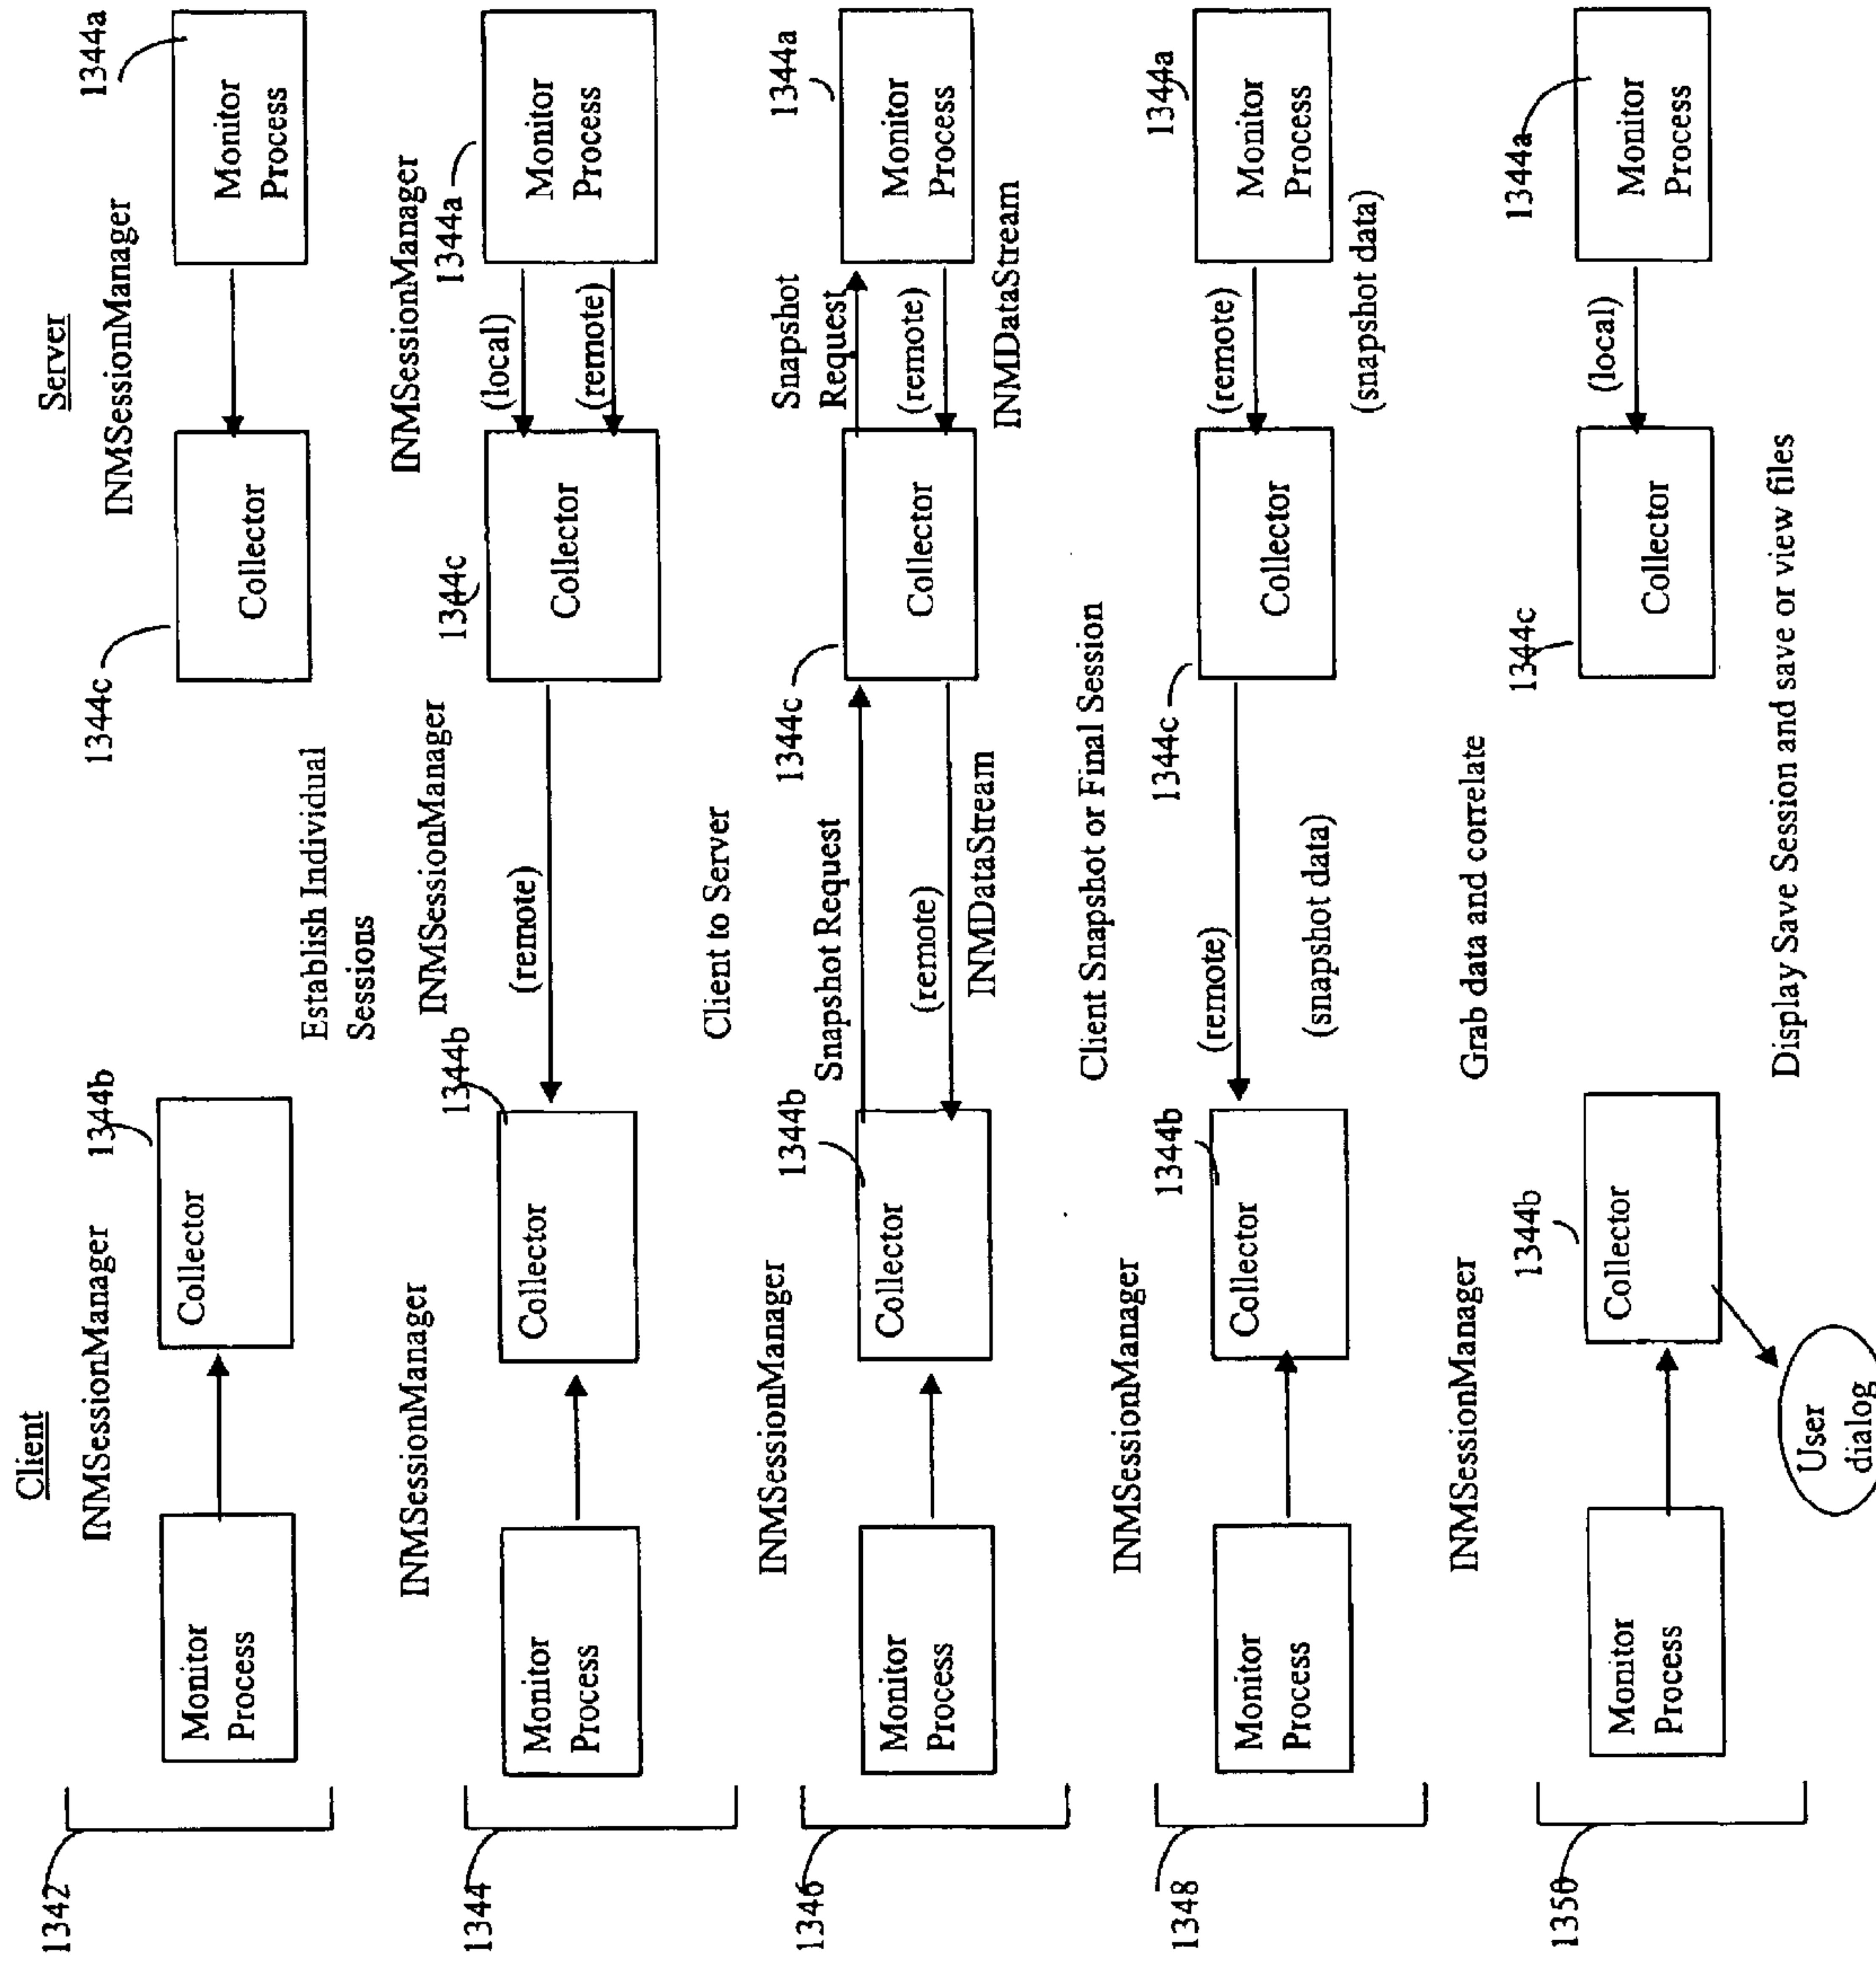 Client
Server
1342
INMSessionManager
1344b
1344c
INMSessionManager
1344a
Monitor
Process
Collector
Collector
Monitor
Process
Establish Individual
Sessions
1344
INMSessionManager
1344b
INMSessionManager
1344c
INMSessionManager
1344a
Monitor
Process
Collector
(remote)
Collector
(local)
(remote)
Monitor
Process
Client to Server
1346
INMSessionManager
1344b
Snapshot Request
1344c
Snapshot
Request
1344a
Monitor
Process
Collector
(remote)
INMDataStream
Collector
(remote)
INMDataStream
Monitor
Process
Client Snapshot or Final Session
1348
INMSessionManager
1344b
(remote)
1344c
(remote)
1344a
Monitor
Process
Collector
(snapshot data)
Collector
(snapshot data)
Monitor
Process
Grab data and correlate
1350
INMSessionManager
1344b
1344c
(local)
1344a
Monitor
Process
Collector
Collector
Monitor
Process
User
dialog
Display Save Session and save or view files